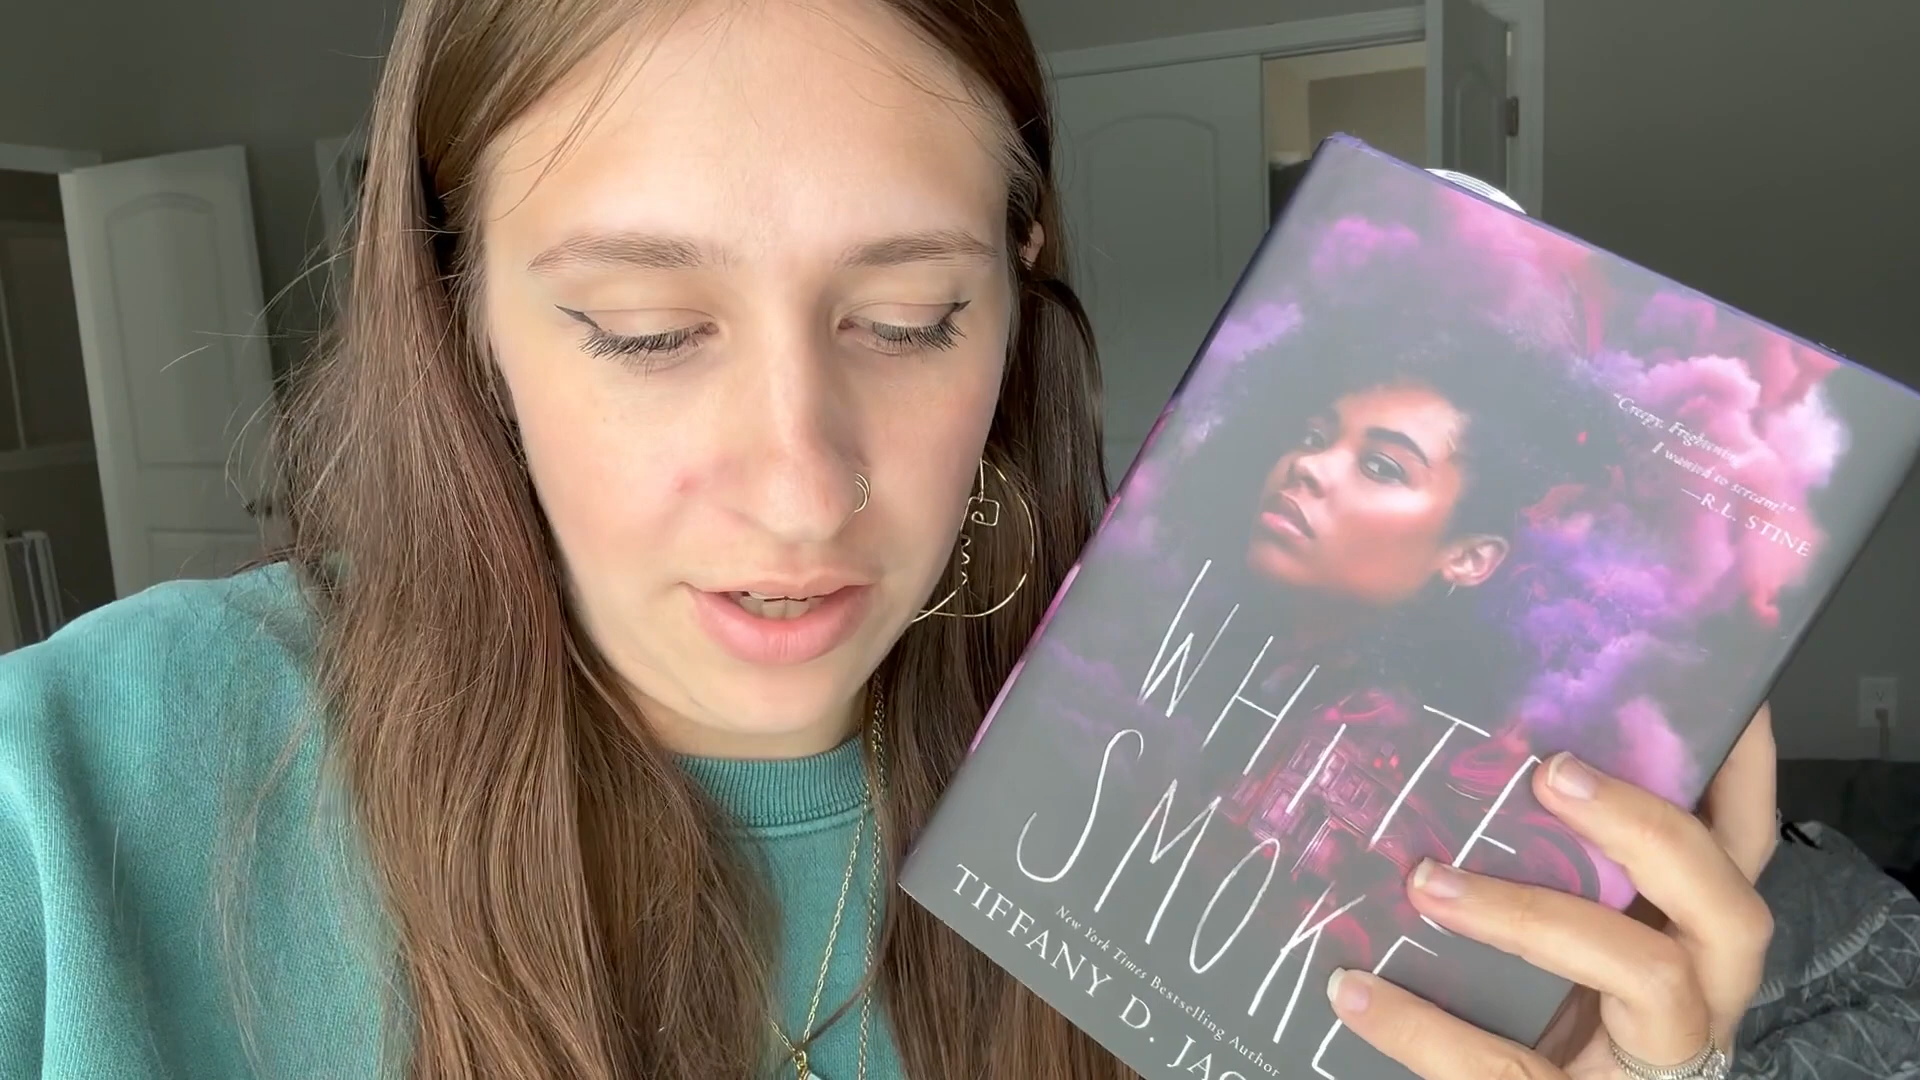 "Creepy. Frightening.
I wanted to scream!"
—R.L. STINE
WHITE
SMOKE
New York Times Bestselling Author
TIFFANY D. JAC